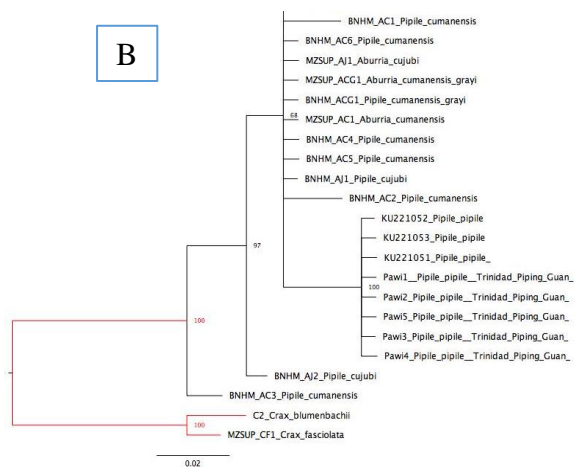 B
BNHM_AC1_Pipile_cumanensis
BNHM_AC6_Pipile_cumanensis
MZSUP_AJ1_Aburria_cujubi
MZSUP_ACG1_Aburria_cumanensis_grayi
BNHM_ACG1_Pipile_cumanensis_grayi
68
MZSUP_AC1_Aburria_cumanensis
BNHM_AC4_Pipile_cumanensis
BNHM_AC5_Pipile_cumanensis
BNHM_AJ1_Pipile_cujubi
BNHM_AC2_Pipile_cumanensis
KU221052_Pipile_pipile
KU221053_Pipile_pipile
97
KU221051_Pipile_pipile_
Pawi1__Pipile_pipile__Trinidad_Piping_Guan_
100
Pawi2_Pipile_pipile__Trinidad_Piping_Guan_
Pawi5_Pipile_pipile__Trinidad_Piping_Guan_
100
Pawi3_Pipile_pipile__Trinidad_Piping_Guan_
Pawi4_Pipile_pipile__Trinidad_Piping_Guan_
BNHM_AJ2_Pipile_cujubi
BNHM_AC3_Pipile_cumanensis
C2_Crax_blumenbachii
100
MZSUP_CF1_Crax_fasciolata
0.02